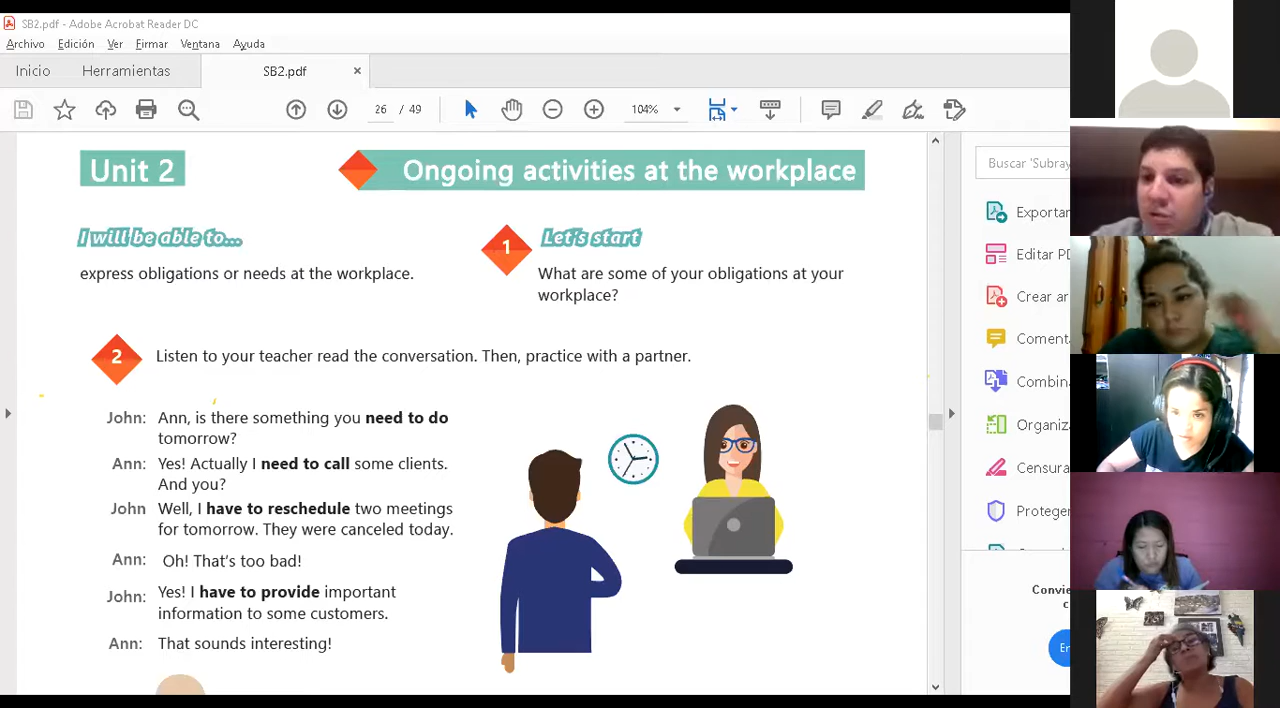 SB2.pdf - Adobe Acrobat Reader DC
Archivo Edición Ver Firmar Ventana Ayuda
Inicio Herramientas SB2.pdf ×
26 / 49 104%
Unit 2 Ongoing activities at the workplace
Buscar 'Subray
I will be able to...
express obligations or needs at the workplace.
1 Let's start
What are some of your obligations at your
workplace?
2 Listen to your teacher read the conversation. Then, practice with a partner.
John: Ann, is there something you need to do
tomorrow?
Ann: Yes! Actually I need to call some clients.
And you?
John Well, I have to reschedule two meetings
for tomorrow. They were canceled today.
Ann: Oh! That's too bad!
John: Yes! I have to provide important
information to some customers.
Ann: That sounds interesting!
Exportar
Editar PD
Crear ar
Comenta
Combin
Organiza
Censura
Proteger
Convie
c
En